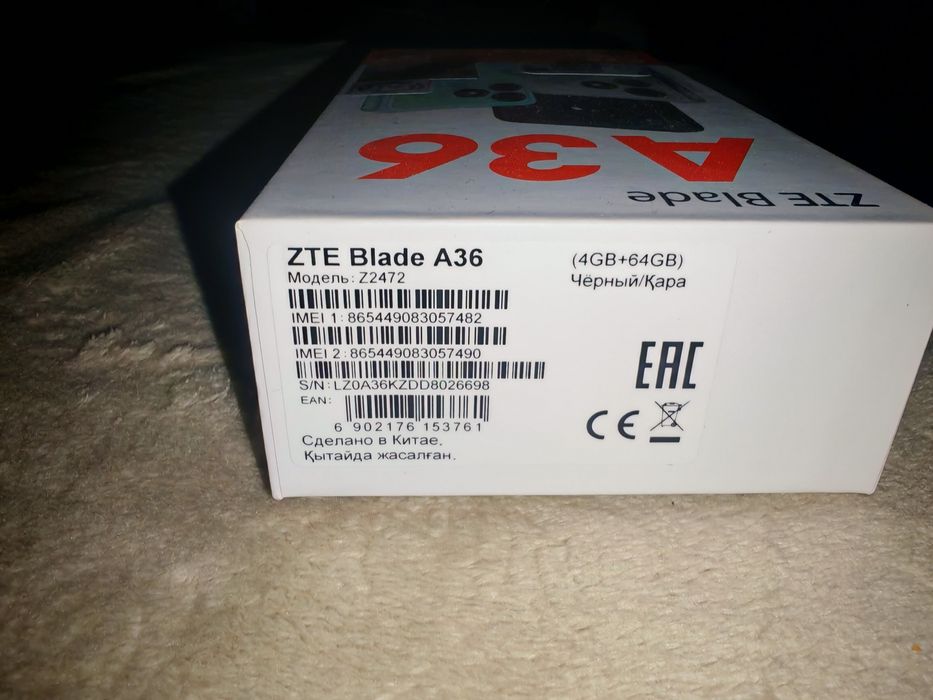 A36
ZTE Blade
ZTE Blade A36
(4GB+64GB)
Модель: Z2472
Чёрный/Қара
IMEI 1: 865449083057482
IMEI 2: 865449083057490
S/N: LZ0A36KZDD8026698
EAN:
6 902176 153761
EAC
CE
Сделано в Китае.
Қытайда жасалған.